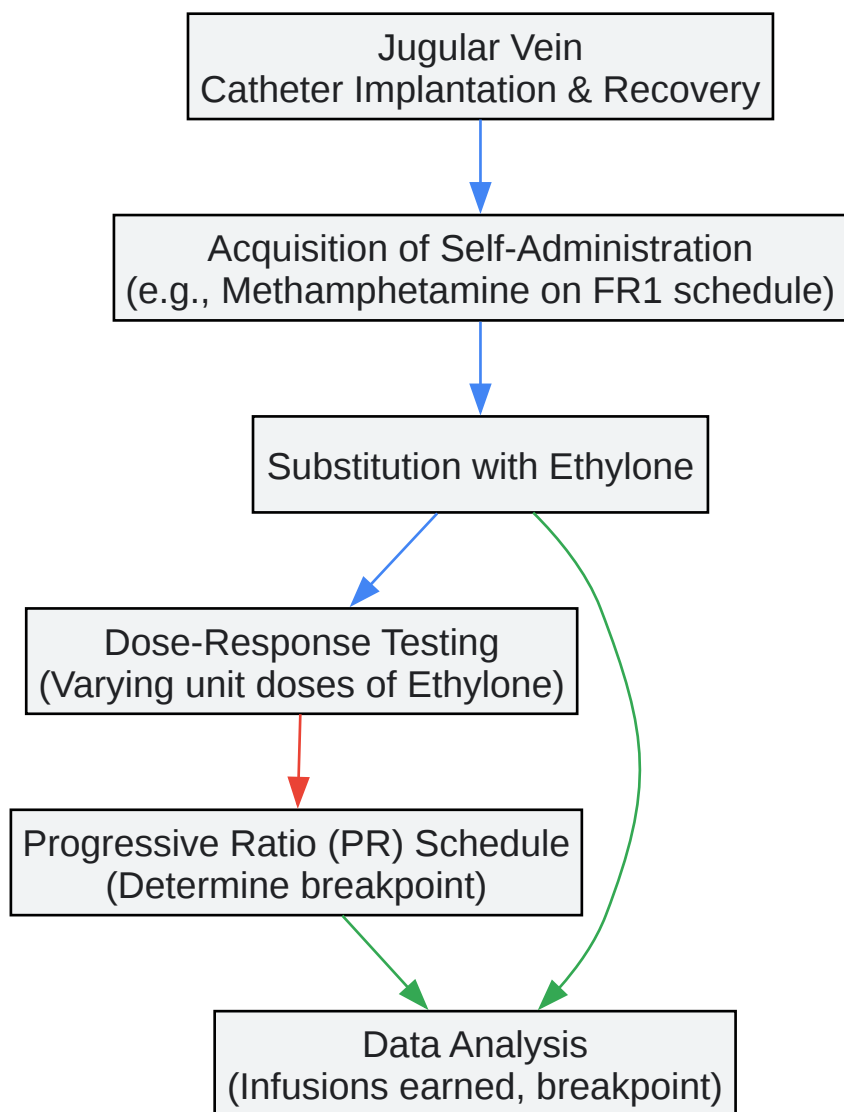 Jugular Vein
Catheter Implantation & Recovery
Acquisition of Self-Administration
(e.g., Methamphetamine on FR1 schedule)
Substitution with Ethylone
Dose-Response Testing
(Varying unit doses of Ethylone)
Progressive Ratio (PR) Schedule
(Determine breakpoint)
Data Analysis
(Infusions earned, breakpoint)